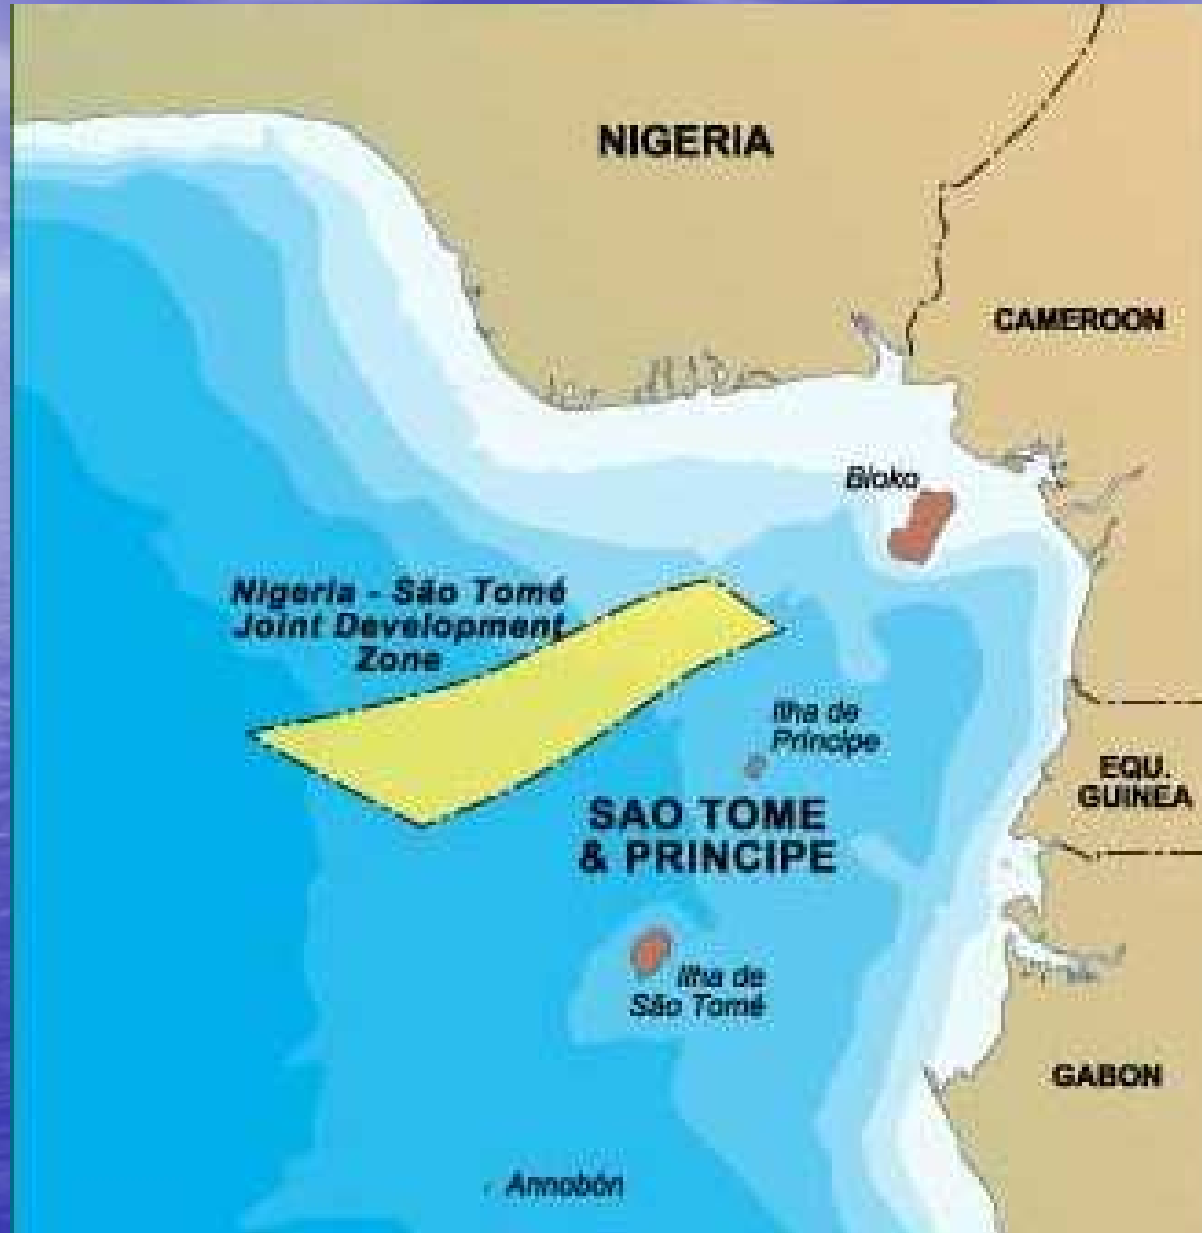 NIGERIA
CAMEROON
Bioko
Nigeria - São Tomé
Joint Development
Zone
Ilha de
Príncipe
EQU.
GUINEA
SAO TOME
& PRINCIPE
Ilha de
São Tomé
GABON
Annobón